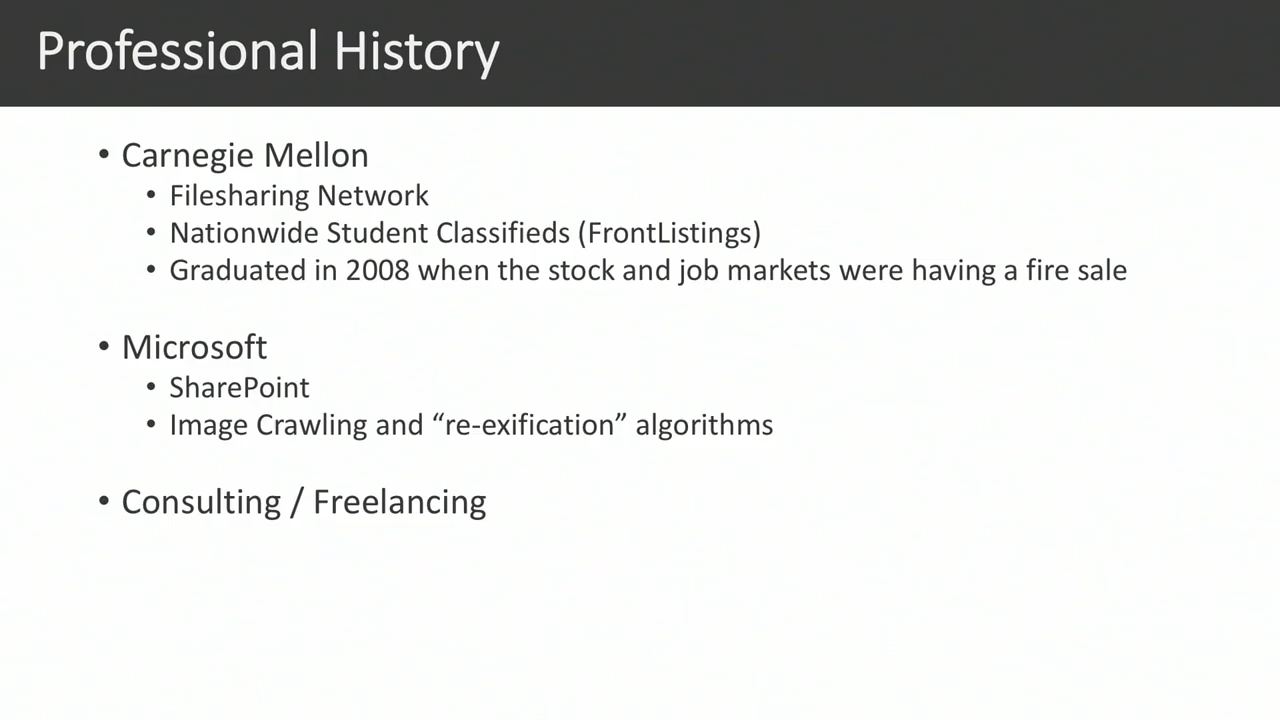 Professional History
• Carnegie Mellon
• Filesharing Network
• Nationwide Student Classifieds (FrontListings)
• Graduated in 2008 when the stock and job markets were having a fire sale
• Microsoft
• SharePoint
• Image Crawling and “re-exification” algorithms
• Consulting / Freelancing